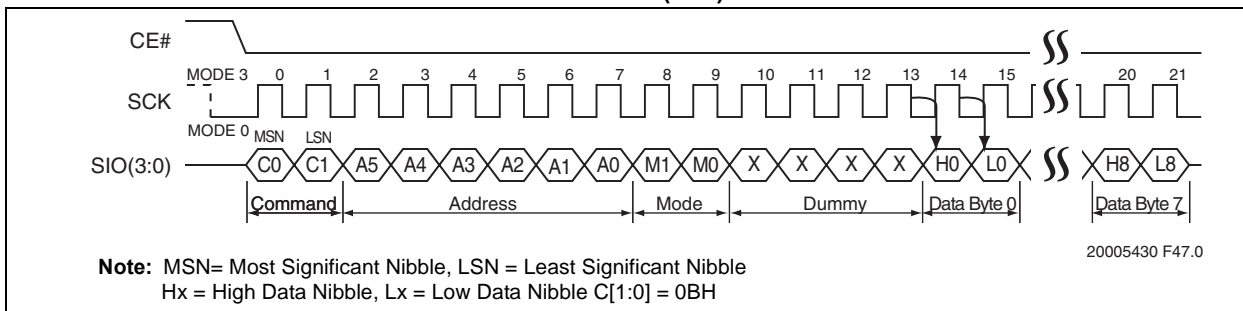 CE#
MODE 3 0 1 2 3 4 5 6 7 8 9 10 11 12 13 14 15 20 21
SCK
MODE 0 MSN LSN
SIO(3:0) C0 C1 A5 A4 A3 A2 A1 A0 M1 M0 X X X X H0 L0 H8 L8
Command Address Mode Dummy Data Byte 0 Data Byte 7
20005430 F47.0
Note: MSN= Most Significant Nibble, LSN = Least Significant Nibble
Hx = High Data Nibble, Lx = Low Data Nibble C[1:0] = 0BH